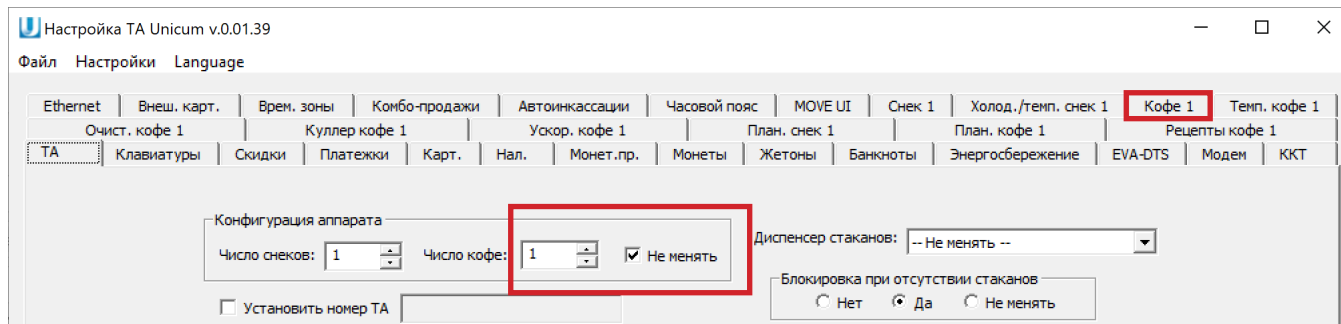 Настройка TA Unicum v.0.01.39
Файл Настройки Language
Ethernet Внеш. карт. Врем. зоны Комбо-продажи Автоинкассации Часовой пояс MOVE UI Снек 1 Холод./темп. снек 1 Кофе 1 Темп. кофе 1
Очист. кофе 1 Куллер кофе 1 Ускор. кофе 1 План. снек 1 План. кофе 1 Рецепты кофе 1
ТА Клавиатуры Скидки Платежки Карт. Нал. Монет.пр. Монеты Жетоны Банкноты Энергосбережение EVA-DTS Модем ККТ
Конфигурация аппарата
Число снеков: 1 Число кофе: 1 Не менять
Диспенсер стаканов: -- Не менять --
Блокировка при отсутствии стаканов
Нет Да Не менять
Установить номер ТА